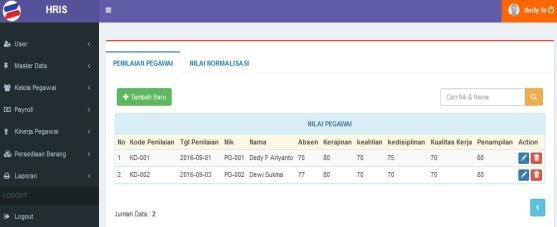 HRIS
dedy fa
User
Master Data
Kelola Pegawai
Payroll
Kinerja Pegawai
Persediaan Barang
Laporan
LOGOUT
Logout
PENILAIAN PEGAWAI NILAI NORMALISASI
+ Tambah Baru
Cari Nik & Nama
NILAI PEGAWAI
No Kode Penilaian Tgl Penilaian Nik Nama Absen Kerajinan keahlian kedisiplinan Kualitas Kerja Penampilan Action
1 KD-001 2016-09-01 PG-001 Dedy F Ariyanto 70 80 70 75 70 80
2 KD-002 2016-09-03 PG-002 Dewi Sukma 77 80 70 70 70 80
Jumlah Data : 2
1